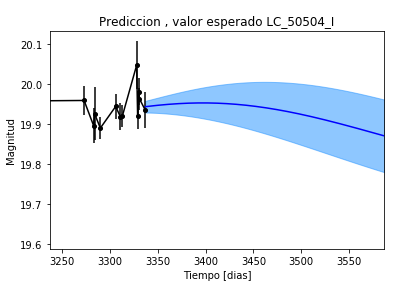 Prediccion , valor esperado LC_50504_I
20.1
20.0
19.9
19.8
19.7
19.6
Magnitud
3250 3300 3350 3400 3450 3500 3550
Tiempo [dias]